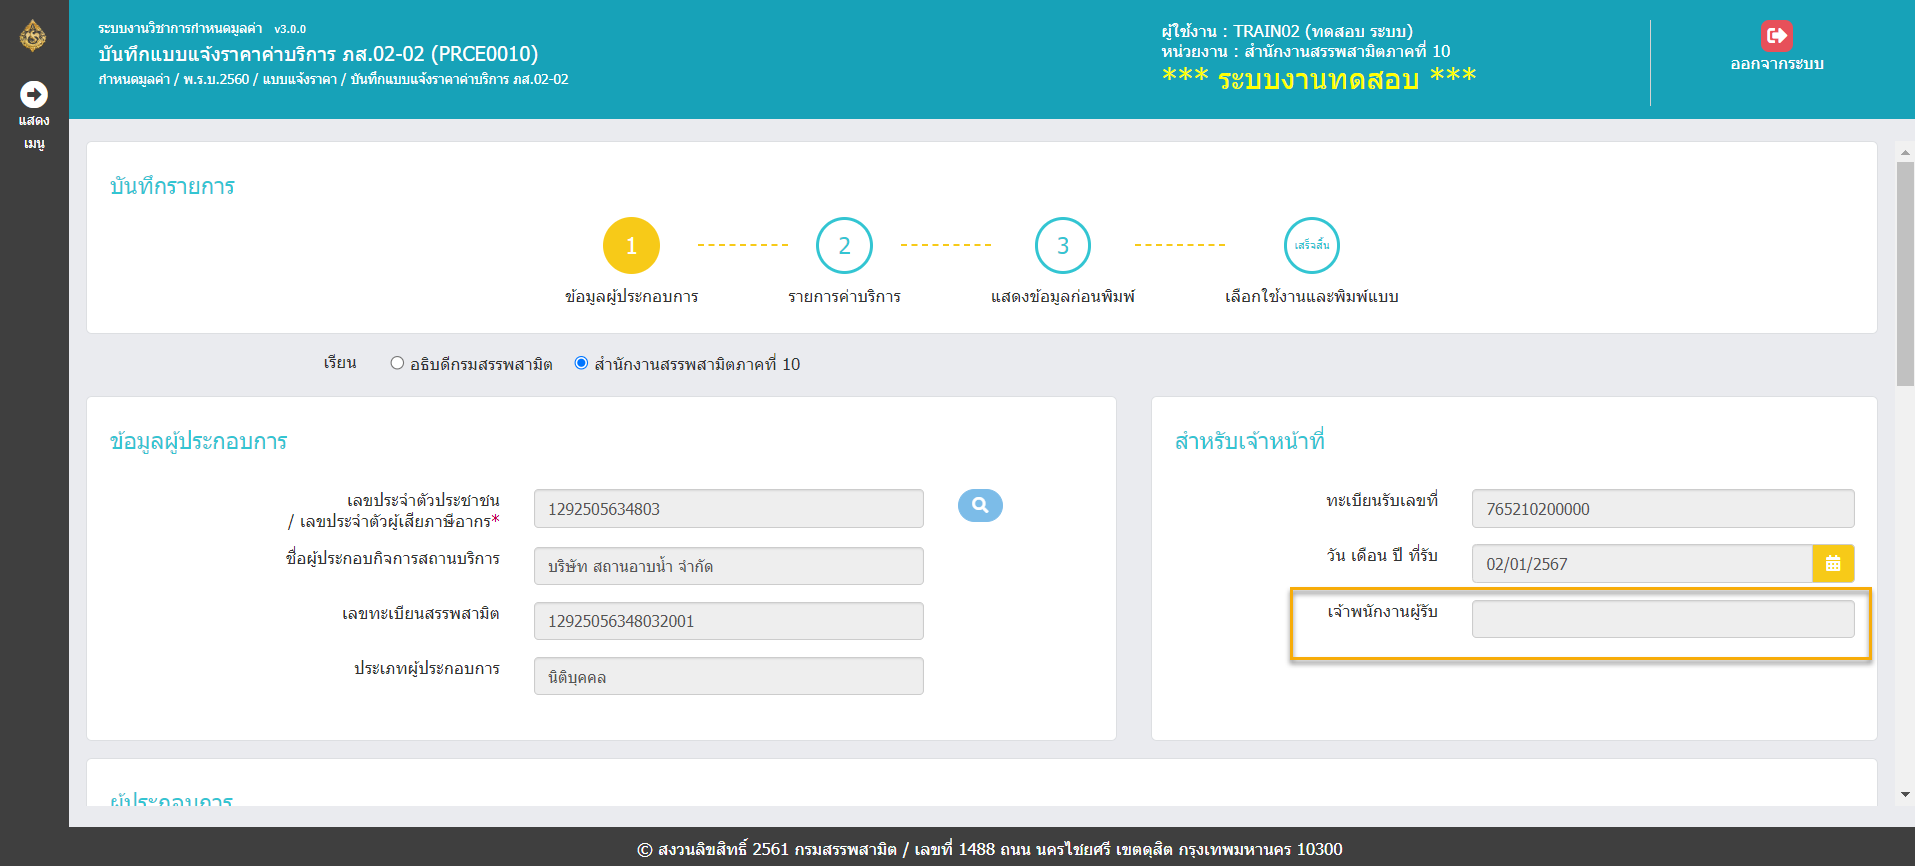 แสดง
เมนู
ระบบงานวิชาการกำหนดมูลค่า v3.0.0
บันทึกแบบแจ้งราคาค่าบริการ ภส.02-02 (PRCE0010)
กำหนดมูลค่า / พ.ร.บ.2560 / แบบแจ้งราคา / บันทึกแบบแจ้งราคาค่าบริการ ภส.02-02
ผู้ใช้งาน : TRAIN02 (ทดสอบ ระบบ)
หน่วยงาน : สำนักงานสรรพสามิตภาคที่ 10
*** ระบบงานทดสอบ ***
ออกจากระบบ
บันทึกรายการ
1
2
3
เสร็จสิ้น
ข้อมูลผู้ประกอบการ
รายการค่าบริการ
แสดงข้อมูลก่อนพิมพ์
เลือกใช้งานและพิมพ์แบบ
เรียน อธิบดีกรมสรรพสามิต สำนักงานสรรพสามิตภาคที่ 10
ข้อมูลผู้ประกอบการ
เลขประจำตัวประชาชน
/ เลขประจำตัวผู้เสียภาษีอากร*
1292505634803
ชื่อผู้ประกอบกิจการสถานบริการ
บริษัท สถานอาบน้ำ จำกัด
เลขทะเบียนสรรพสามิต
12925056348032001
ประเภทผู้ประกอบการ
นิติบุคคล
สำหรับเจ้าหน้าที่
ทะเบียนรับเลขที่
765210200000
วัน เดือน ปี ที่รับ
02/01/2567
เจ้าพนักงานผู้รับ
ผู้ประกอบการ
© สงวนลิขสิทธิ์ 2561 กรมสรรพสามิต / เลขที่ 1488 ถนน นครไชยศรี เขตดุสิต กรุงเทพมหานคร 10300